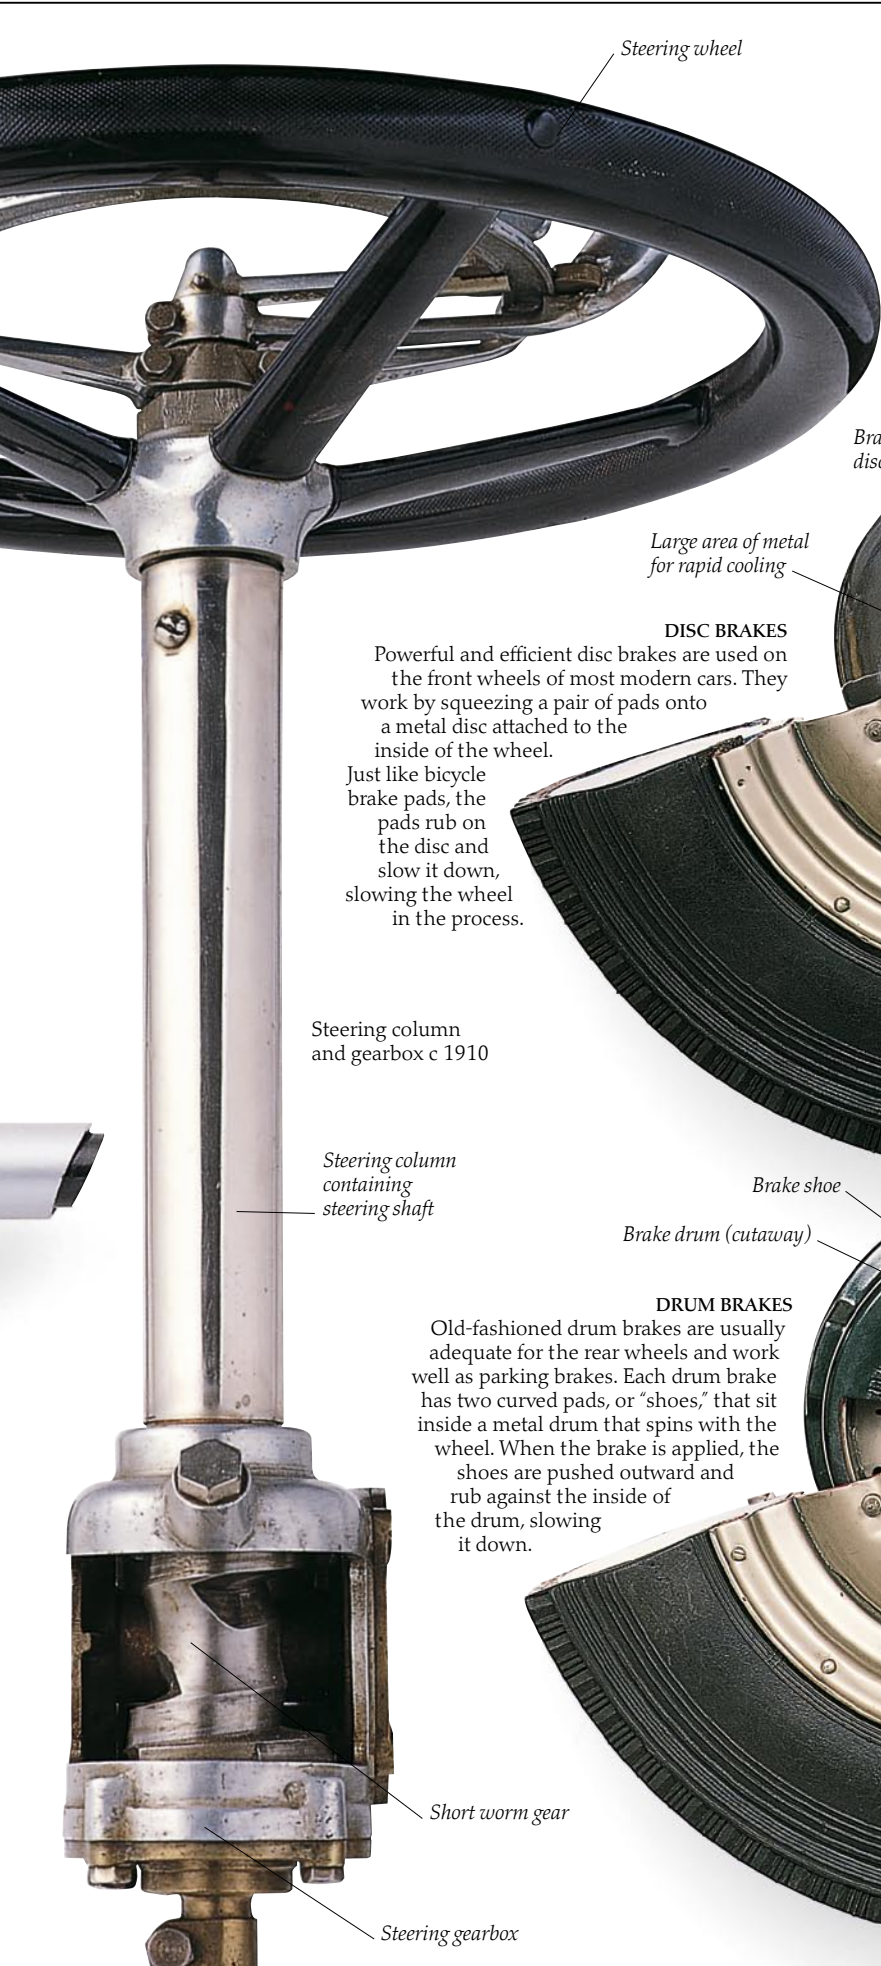 Steering wheel
Large area of metal
for rapid cooling
DISC BRAKES
Powerful and efficient disc brakes are used on
the front wheels of most modern cars. They
work by squeezing a pair of pads onto
a metal disc attached to the
inside of the wheel.
Just like bicycle
brake pads, the
pads rub on
the disc and
slow it down,
slowing the wheel
in the process.
Steering column
and gearbox c 1910
Steering column
containing
steering shaft
Brake shoe
Brake drum (cutaway)
DRUM BRAKES
Old-fashioned drum brakes are usually
adequate for the rear wheels and work
well as parking brakes. Each drum brake
has two curved pads, or “shoes,” that sit
inside a metal drum that spins with the
wheel. When the brake is applied, the
shoes are pushed outward and
rub against the inside of
the drum, slowing
it down.
Short worm gear
Steering gearbox